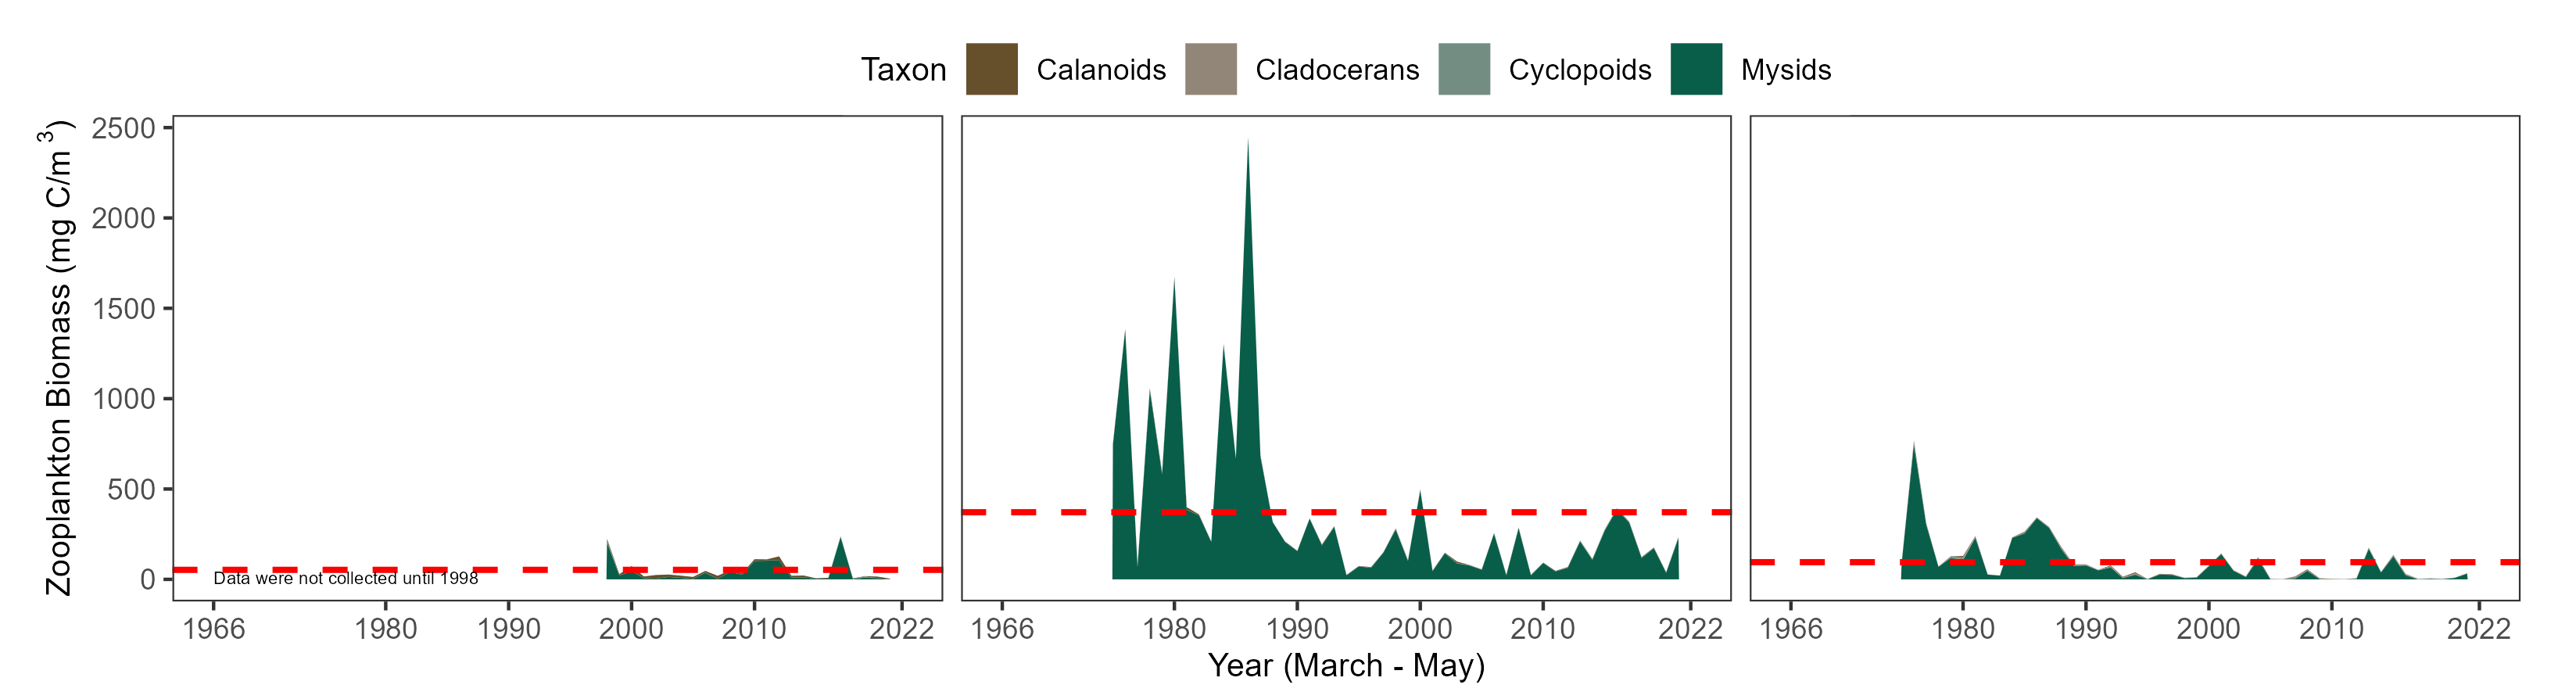 Taxon Calanoids Cladocerans Cyclopoids Mysids
Zooplankton Biomass (mg C/m³)
2500
2000
1500
1000
500
0
Data were not collected until 1998
1966 1980 1990 2000 2010 2022
1966 1980 1990 2000 2010 2022
1966 1980 1990 2000 2010 2022
Year (March - May)